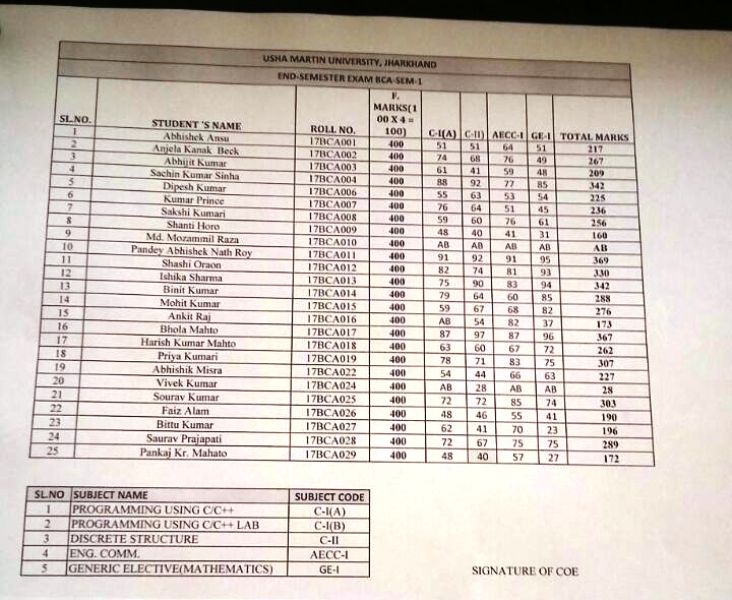 USHA MARTIN UNIVERSITY, JHARKHAND
END-SEMESTER EXAM BCA-SEM-1
SL.NO. STUDENT 'S NAME ROLL NO. F. MARKS(100 X 4 = 100) C-I(A) C-II) AECC-I GE-I TOTAL MARKS
1 Abhishek Ansu 17BCA001 400 51 51 64 51 217
2 Anjela Kanak Beck 17BCA002 400 74 68 76 49 267
3 Abhijit Kumar 17BCA003 400 61 41 59 48 209
4 Sachin Kumar Sinha 17BCA004 400 88 92 77 85 342
5 Dipesh Kumar 17BCA006 400 55 63 53 54 225
6 Kumar Prince 17BCA007 400 76 64 51 45 236
7 Sakshi Kumari 17BCA008 400 59 60 76 61 256
8 Shanti Horo 17BCA009 400 48 40 41 31 160
9 Md. Mozammil Raza 17BCA010 400 AB AB AB AB AB
10 Pandey Abhishek Nath Roy 17BCA011 400 91 92 91 95 369
11 Shashi Oraon 17BCA012 400 82 74 81 93 330
12 Ishika Sharma 17BCA013 400 75 90 83 94 342
13 Binit Kumar 17BCA014 400 79 64 60 85 288
14 Mohit Kumar 17BCA015 400 59 67 68 82 276
15 Ankit Raj 17BCA016 400 AB 54 82 37 173
16 Bhola Mahto 17BCA017 400 87 97 87 96 367
17 Harish Kumar Mahto 17BCA018 400 63 60 67 72 262
18 Priya Kumari 17BCA019 400 78 71 83 75 307
19 Abhishik Misra 17BCA022 400 54 44 66 63 227
20 Vivek Kumar 17BCA024 400 AB 28 AB AB 28
21 Sourav Kumar 17BCA025 400 72 72 85 74 303
22 Faiz Alam 17BCA026 400 48 46 55 41 190
23 Bittu Kumar 17BCA027 400 62 41 70 23 196
24 Saurav Prajapati 17BCA028 400 72 67 75 75 289
25 Pankaj Kr. Mahato 17BCA029 400 48 40 57 27 172
SL.NO SUBJECT NAME SUBJECT CODE
1 PROGRAMMING USING C/C++ C-I(A)
2 PROGRAMMING USING C/C++ LAB C-I(B)
3 DISCRETE STRUCTURE C-II
4 ENG. COMM. AECC-I
5 GENERIC ELECTIVE(MATHEMATICS) GE-I
SIGNATURE OF COE